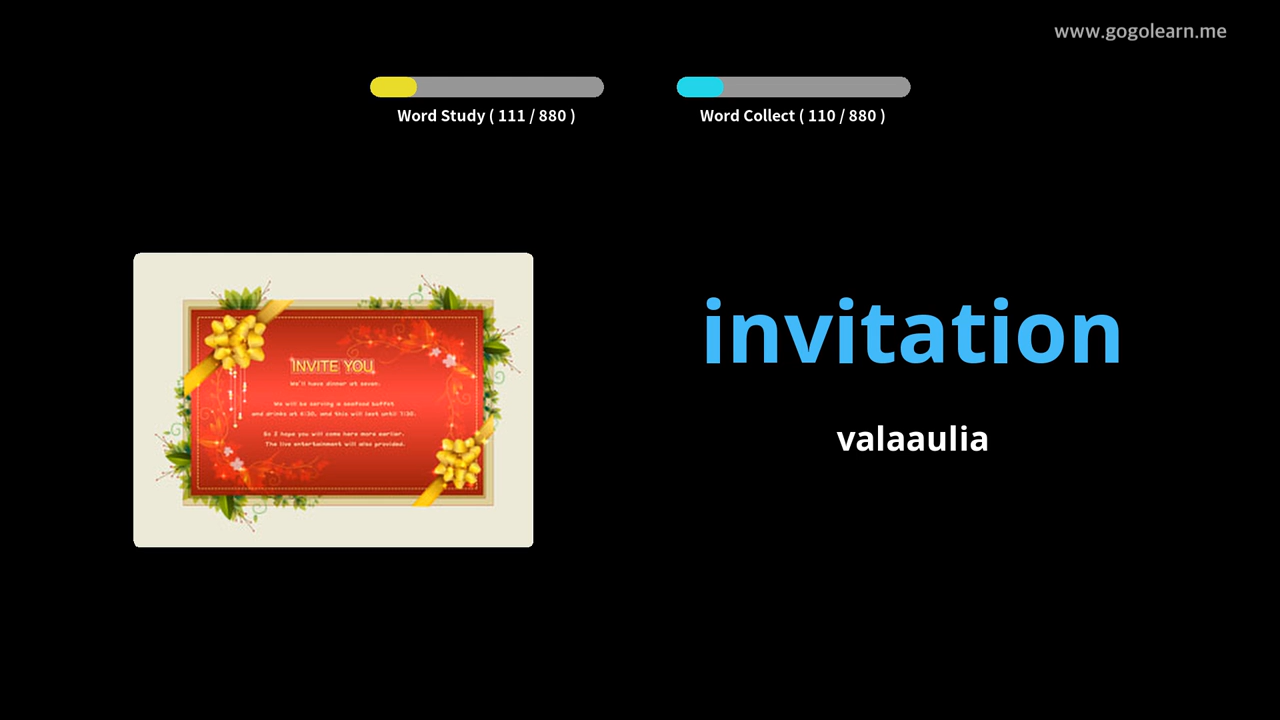 www.gogolearn.me
Word Study ( 111 / 880 )
Word Collect ( 110 / 880 )
INVITE YOU
We'll have dinner at seven.
We will be serving a seafood buffet
and drinks at 6:30, and this will last until 7:30.
So I hope you will come here more earlier.
The live entertainment will also provided.
invitation
valaaulia